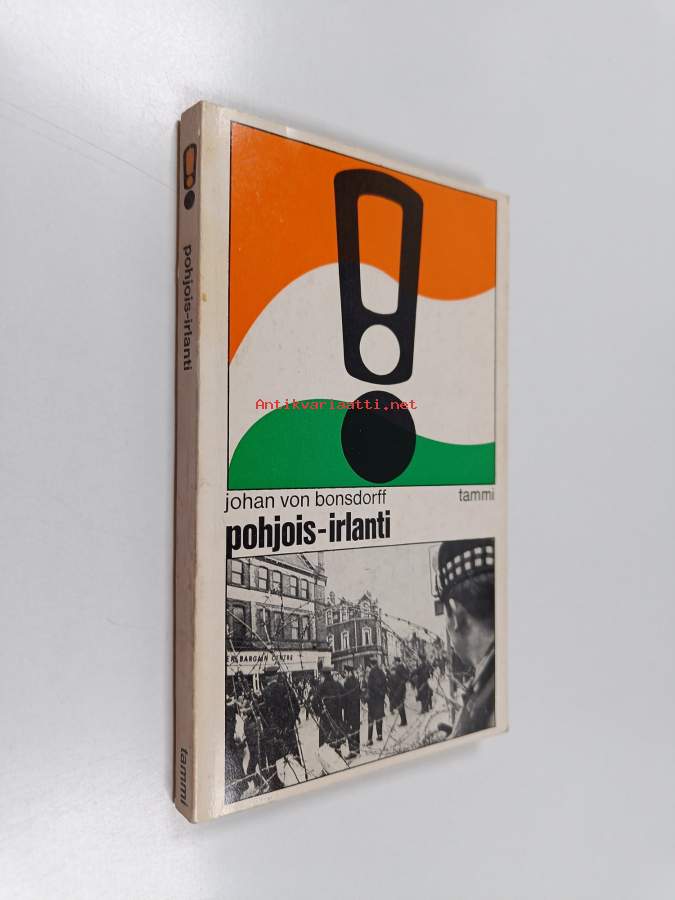 pohjois-irlanti
tammi
Antikvariaatti.net
johan von bonsdorff
tammi
pohjois-irlanti
BARGAIN CENTRE